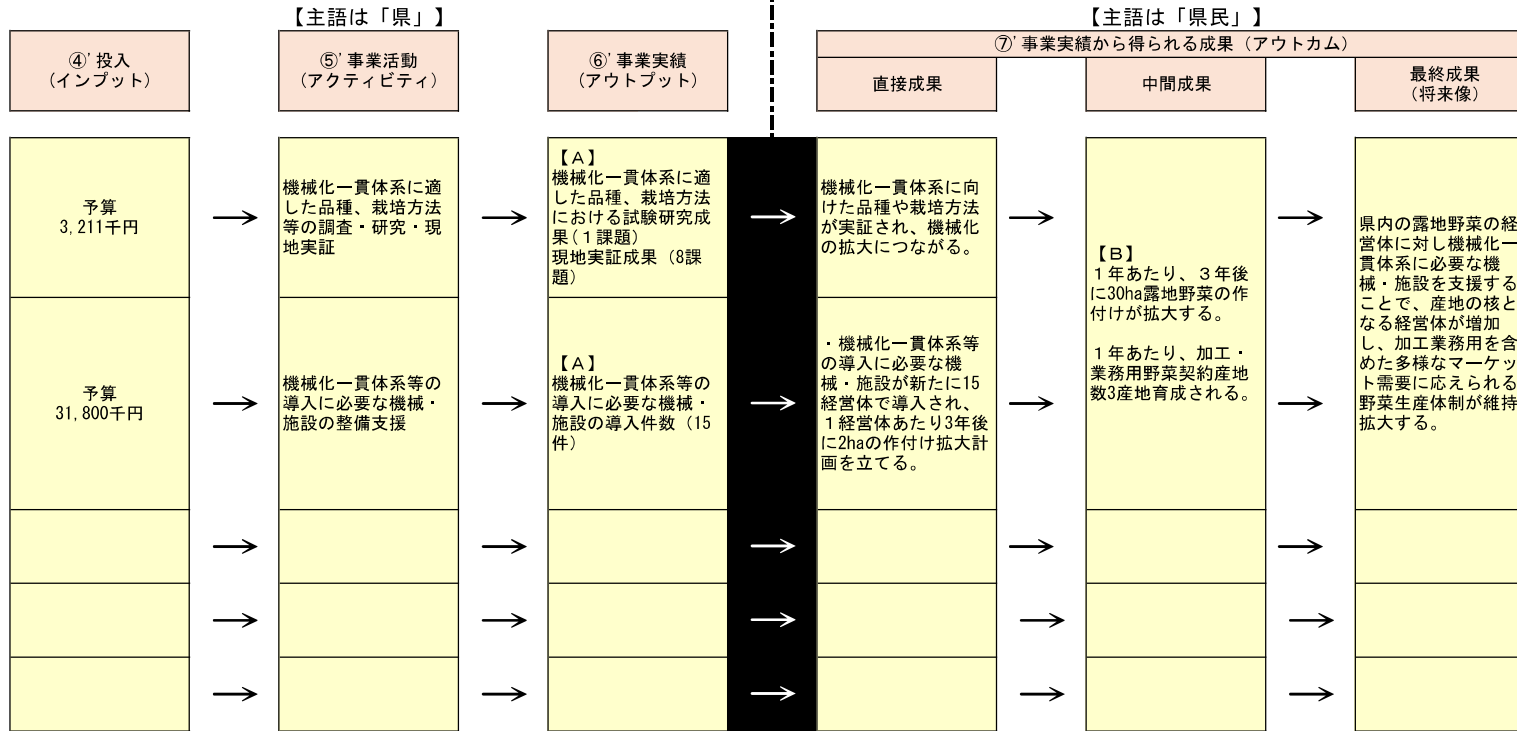 【主語は「県」】
【主語は「県民」】
④’投入
（インプット）
⑤’事業活動
（アクティビティ）
⑥’事業実績
（アウトプット）
⑦’事業実績から得られる成果（アウトカム）
直接成果
中間成果
最終成果
（将来像）
予算
3,211千円
→
機械化一貫体系に適
した品種、栽培方法
等の調査・研究・現
地実証
→
【Ａ】
機械化一貫体系に適
した品種、栽培方法
における試験研究成
果（１課題）
現地実証成果（8課
題）
→
機械化一貫体系に向
けた品種や栽培方法
が実証され、機械化
の拡大につながる。
→
【Ｂ】
１年あたり、３年後
に30ha露地野菜の作
付けが拡大する。
１年あたり、加工・
業務用野菜契約産地
数3産地育成される。
→
県内の露地野菜の経
営体に対し機械化一
貫体系に必要な機
械・施設を支援する
ことで、産地の核と
なる経営体が増加
し、加工業務用を含
めた多様なマーケッ
ト需要に応えられる
野菜生産体制が維持
拡大する。
予算
31,800千円
→
機械化一貫体系等の
導入に必要な機械・
施設の整備支援
→
【Ａ】
機械化一貫体系等の
導入に必要な機械・
施設の導入件数（15
件）
→
・機械化一貫体系等
の導入に必要な機
械・施設が新たに15
経営体で導入され、
１経営体あたり3年後
に2haの作付け拡大計
画を立てる。
→
→
→ → → → →
→ → → → →
→ → → → →